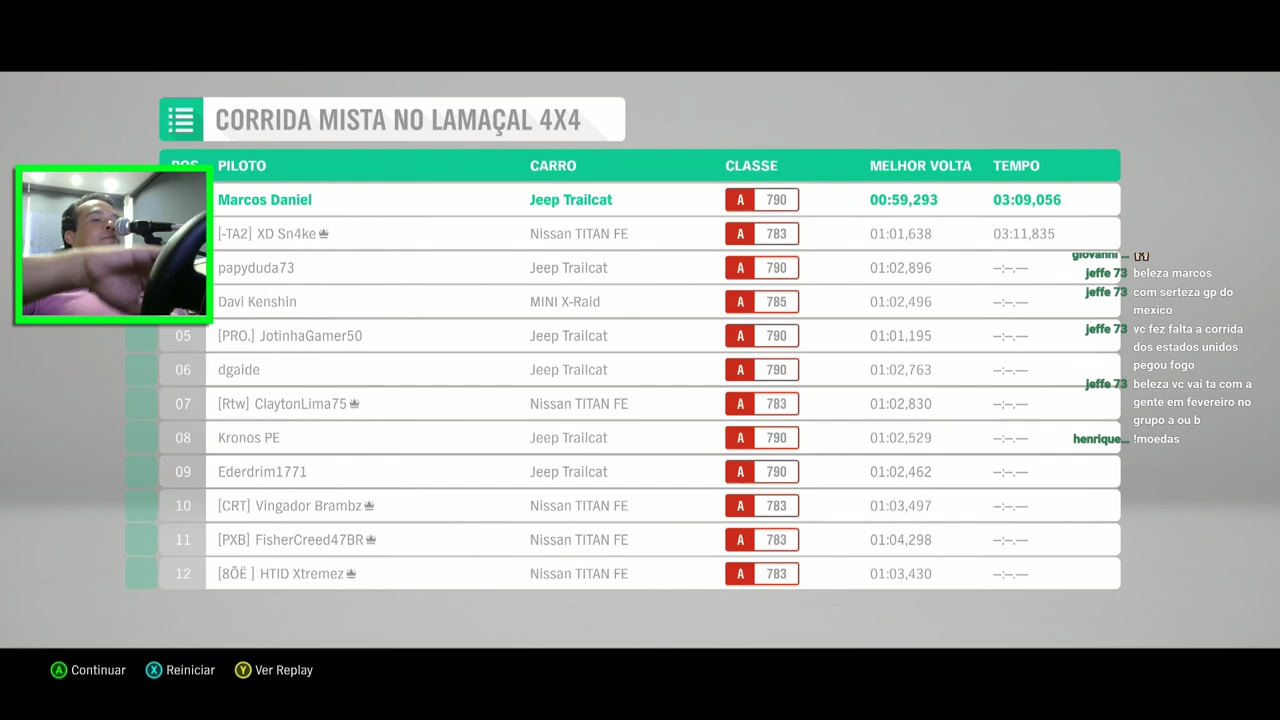 CORRIDA MISTA NO LAMAÇAL 4X4
POS PILOTO CARRO CLASSE MELHOR VOLTA TEMPO
Marcos Daniel Jeep Trailcat A 790 00:59,293 03:09,056
[-TA2] XD Sn4ke Nissan TITAN FE A 783 01:01,638 03:11,835
papyduda73 Jeep Trailcat A 790 01:02,896 --:--.---
Davi Kenshin MINI X-Raid A 785 01:02,496 --:--.---
05 [PRO.] JotinhaGamer50 Jeep Trailcat A 790 01:01,195 --:--.---
06 dgalde Jeep Trailcat A 790 01:02,763 --:--.---
07 [Rtw] ClaytonLima75 Nissan TITAN FE A 783 01:02,830 --:--.---
08 Kronos PE Jeep Trailcat A 790 01:02,529 --:--.---
09 Ederdrim1771 Jeep Trailcat A 790 01:02,462 --:--.---
10 [CRT] Vingador Brambz Nissan TITAN FE A 783 01:03,497 --:--.---
11 [PXB] FisherCreed47BR Nissan TITAN FE A 783 01:04,298 --:--.---
12 [8ÕË ] HTID Xtremez Nissan TITAN FE A 783 01:03,430 --:--.---
giovanni ...
jeffe 73 beleza marcos
jeffe 73 com serteza gp do
mexico
jeffe 73 vc fez falta a corrida
dos estados unidos
pegou fogo
jeffe 73 beleza vc vai ta com a
gente em fevereiro no
grupo a ou b
henrique... !moedas
A Continuar X Reiniciar Y Ver Replay